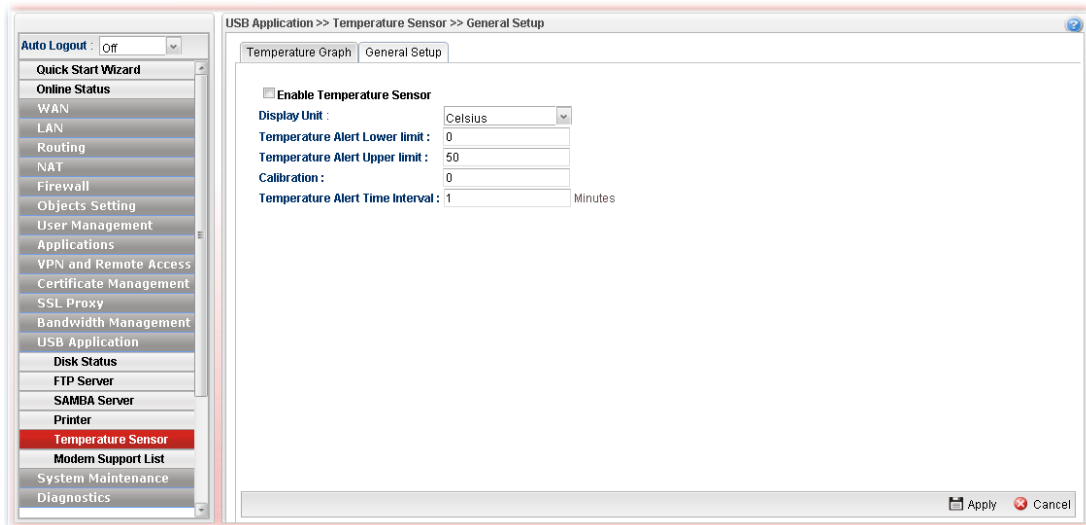 USB Application >> Temperature Sensor >> General Setup
Auto Logout : Off
Quick Start Wizard
Online Status
WAN
LAN
Routing
NAT
Firewall
Objects Setting
User Management
Applications
VPN and Remote Access
Certificate Management
SSL Proxy
Bandwidth Management
USB Application
Disk Status
FTP Server
SAMBA Server
Printer
Temperature Sensor
Modem Support List
System Maintenance
Diagnostics
Temperature Graph General Setup
Enable Temperature Sensor
Display Unit : Celsius
Temperature Alert Lower limit : 0
Temperature Alert Upper limit : 50
Calibration : 0
Temperature Alert Time Interval : 1 Minutes
Apply Cancel